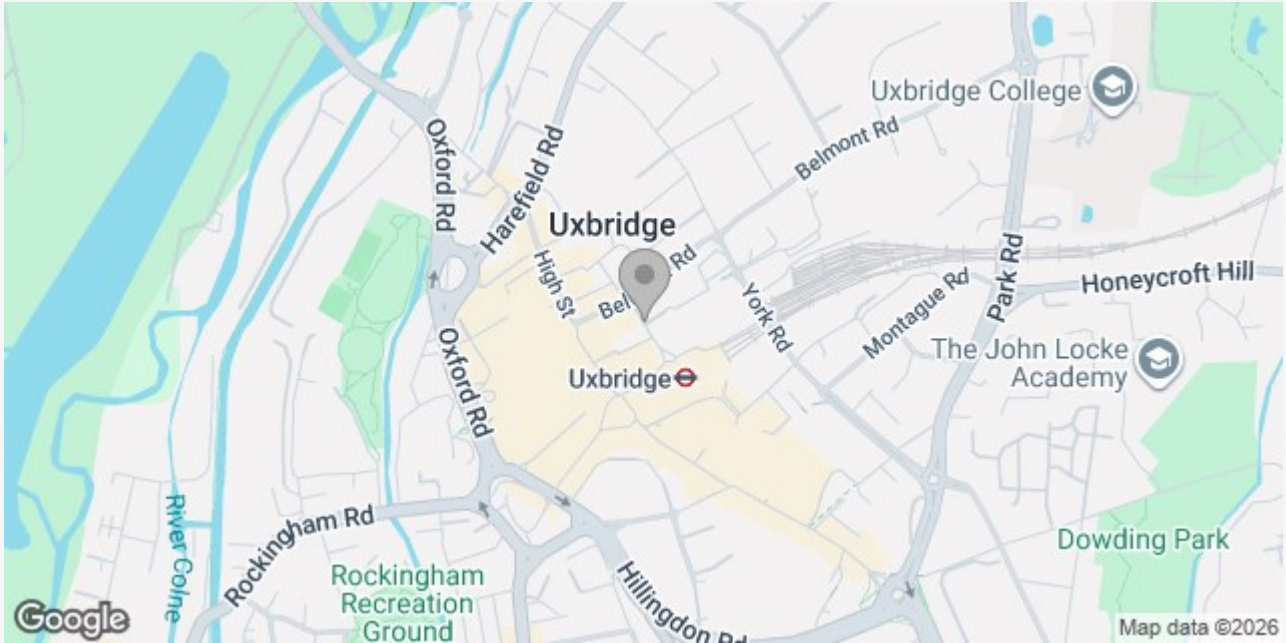 Uxbridge College
Oxford Rd
Harefield Rd
Belmont Rd
Uxbridge
High St
Bel
Rd
York Rd
Montague Rd
Park Rd
Honeycroft Hill
The John Locke
Academy
Uxbridge
Oxford Rd
River Colne
Rockingham Rd
Rockingham
Recreation
Ground
Hillingdon Rd
Dowding Park
Google
Map data ©2026